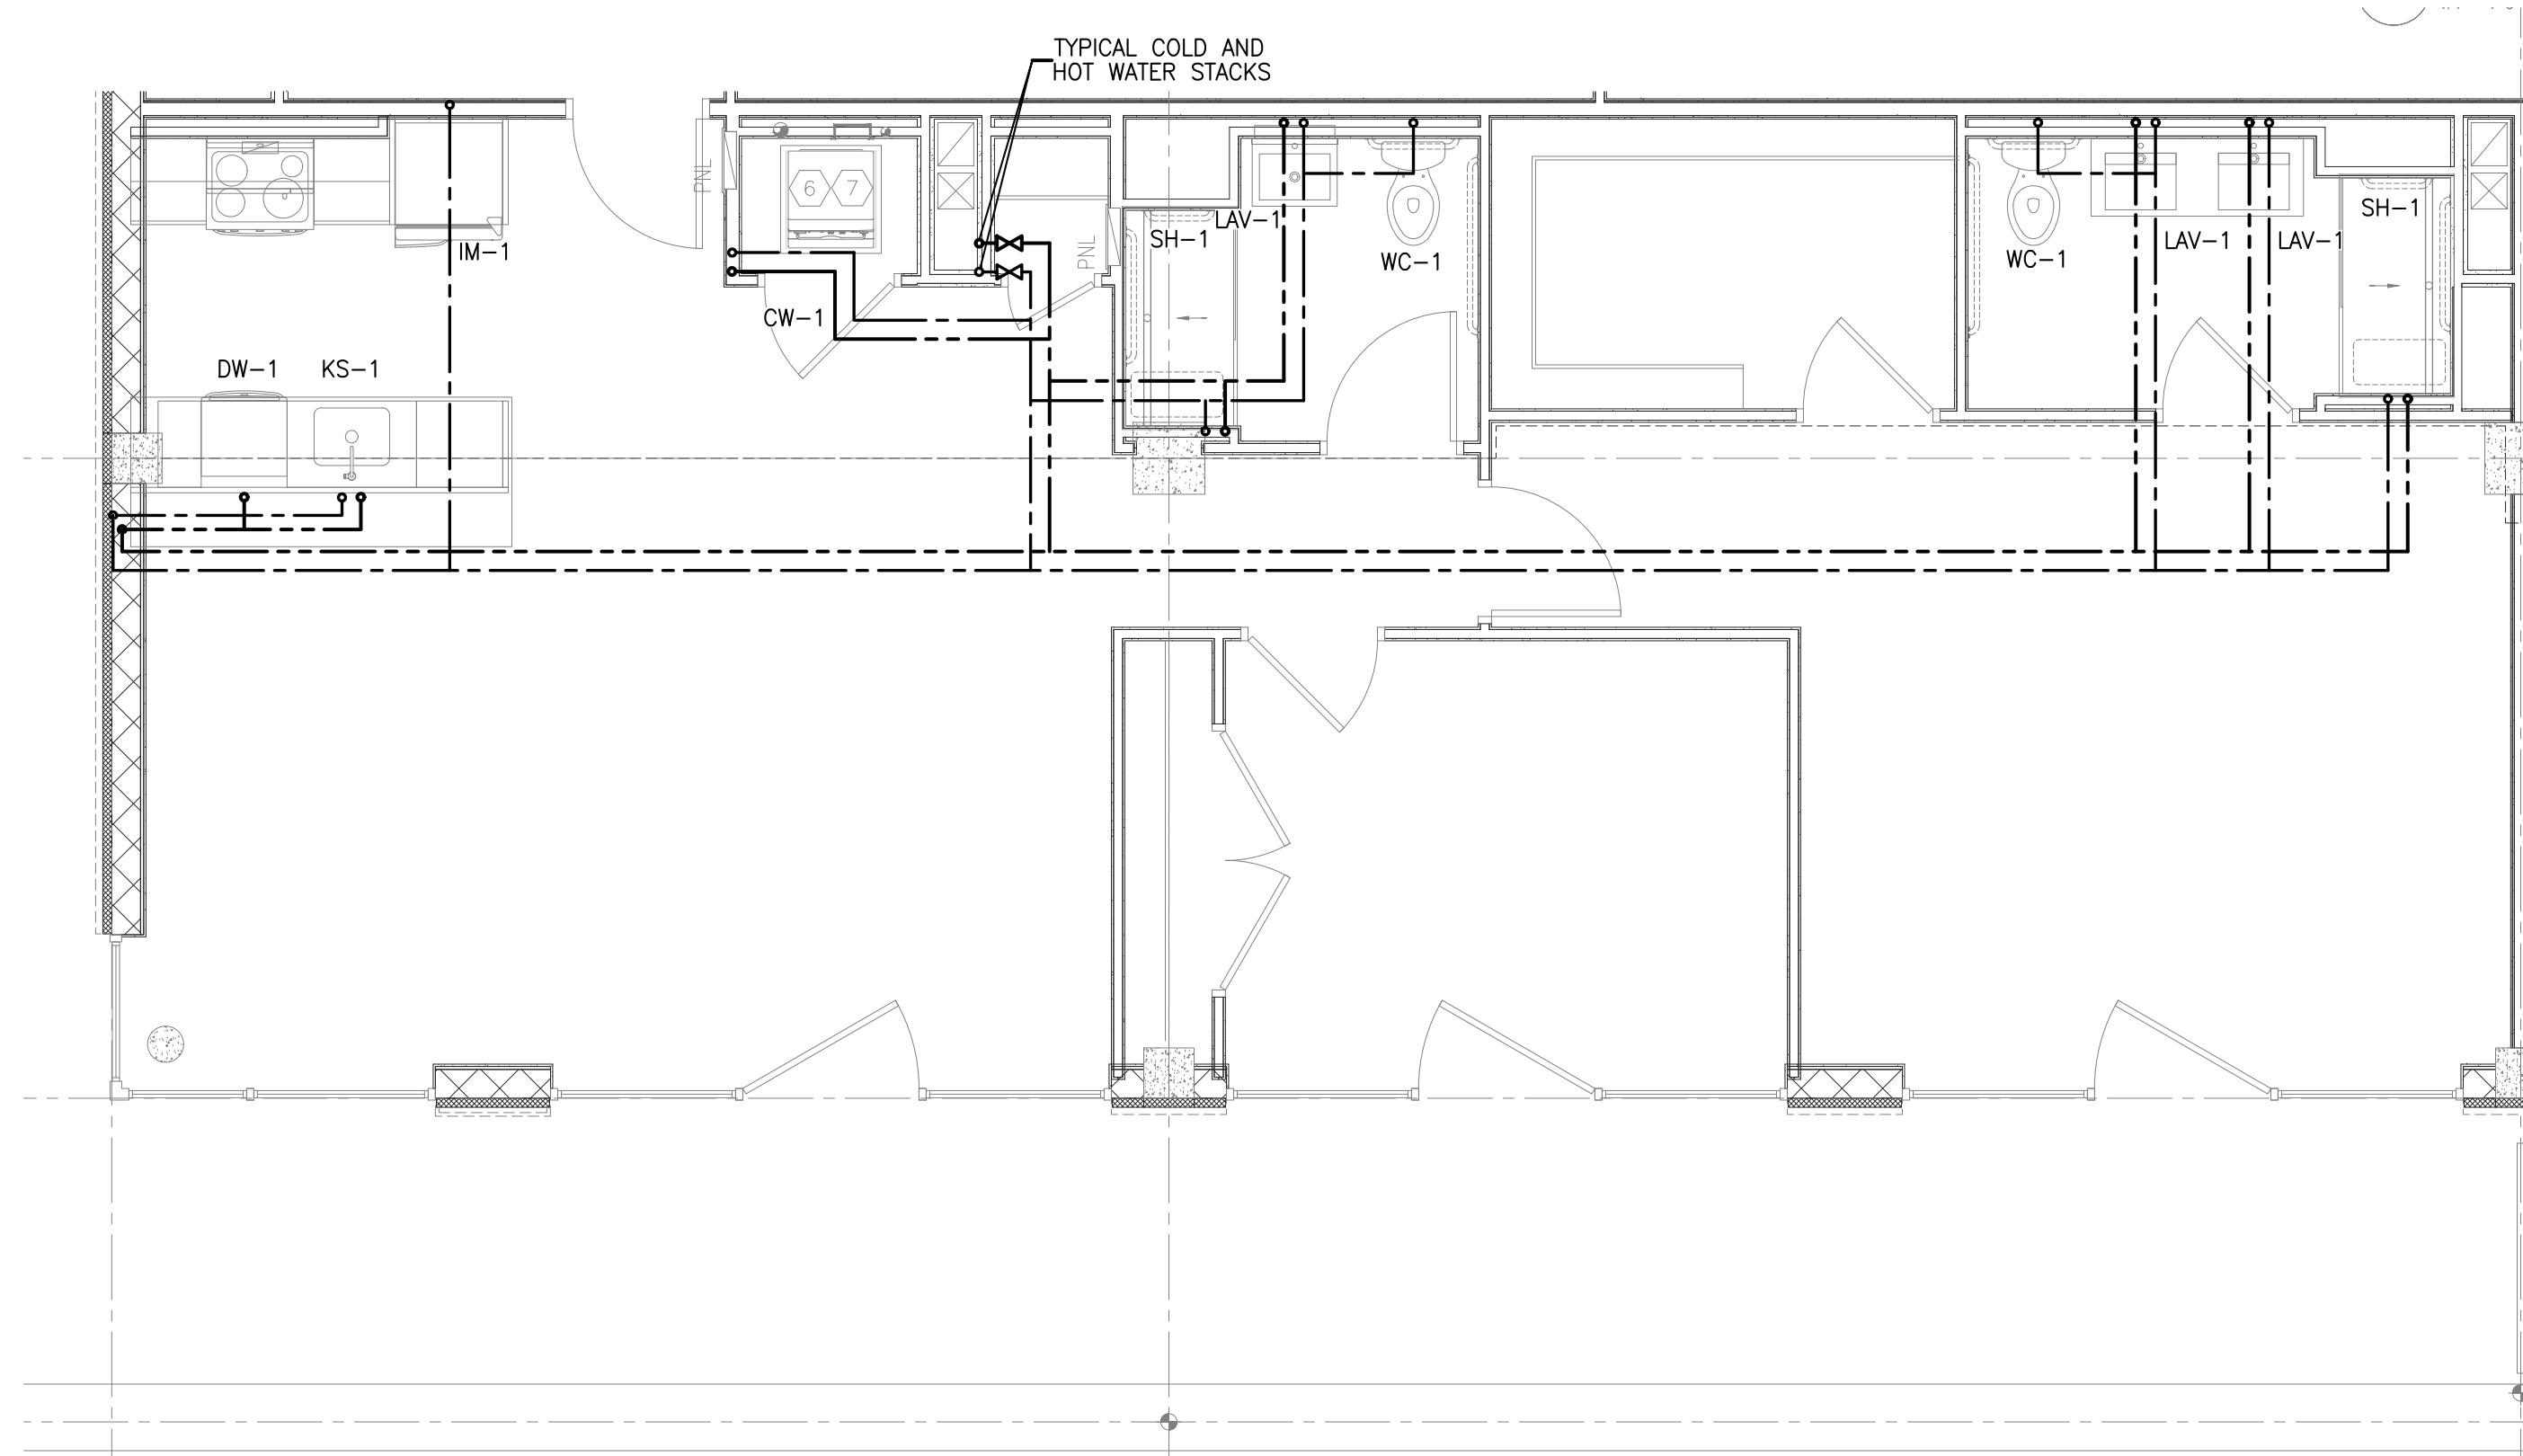 TYPICAL COLD AND
HOT WATER STACKS
PNL
6 7
IM-1
PNL
SH-1
LAV-1
WC-1
WC-1
LAV-1
LAV-1
SH-1
CW-1
DW-1
KS-1